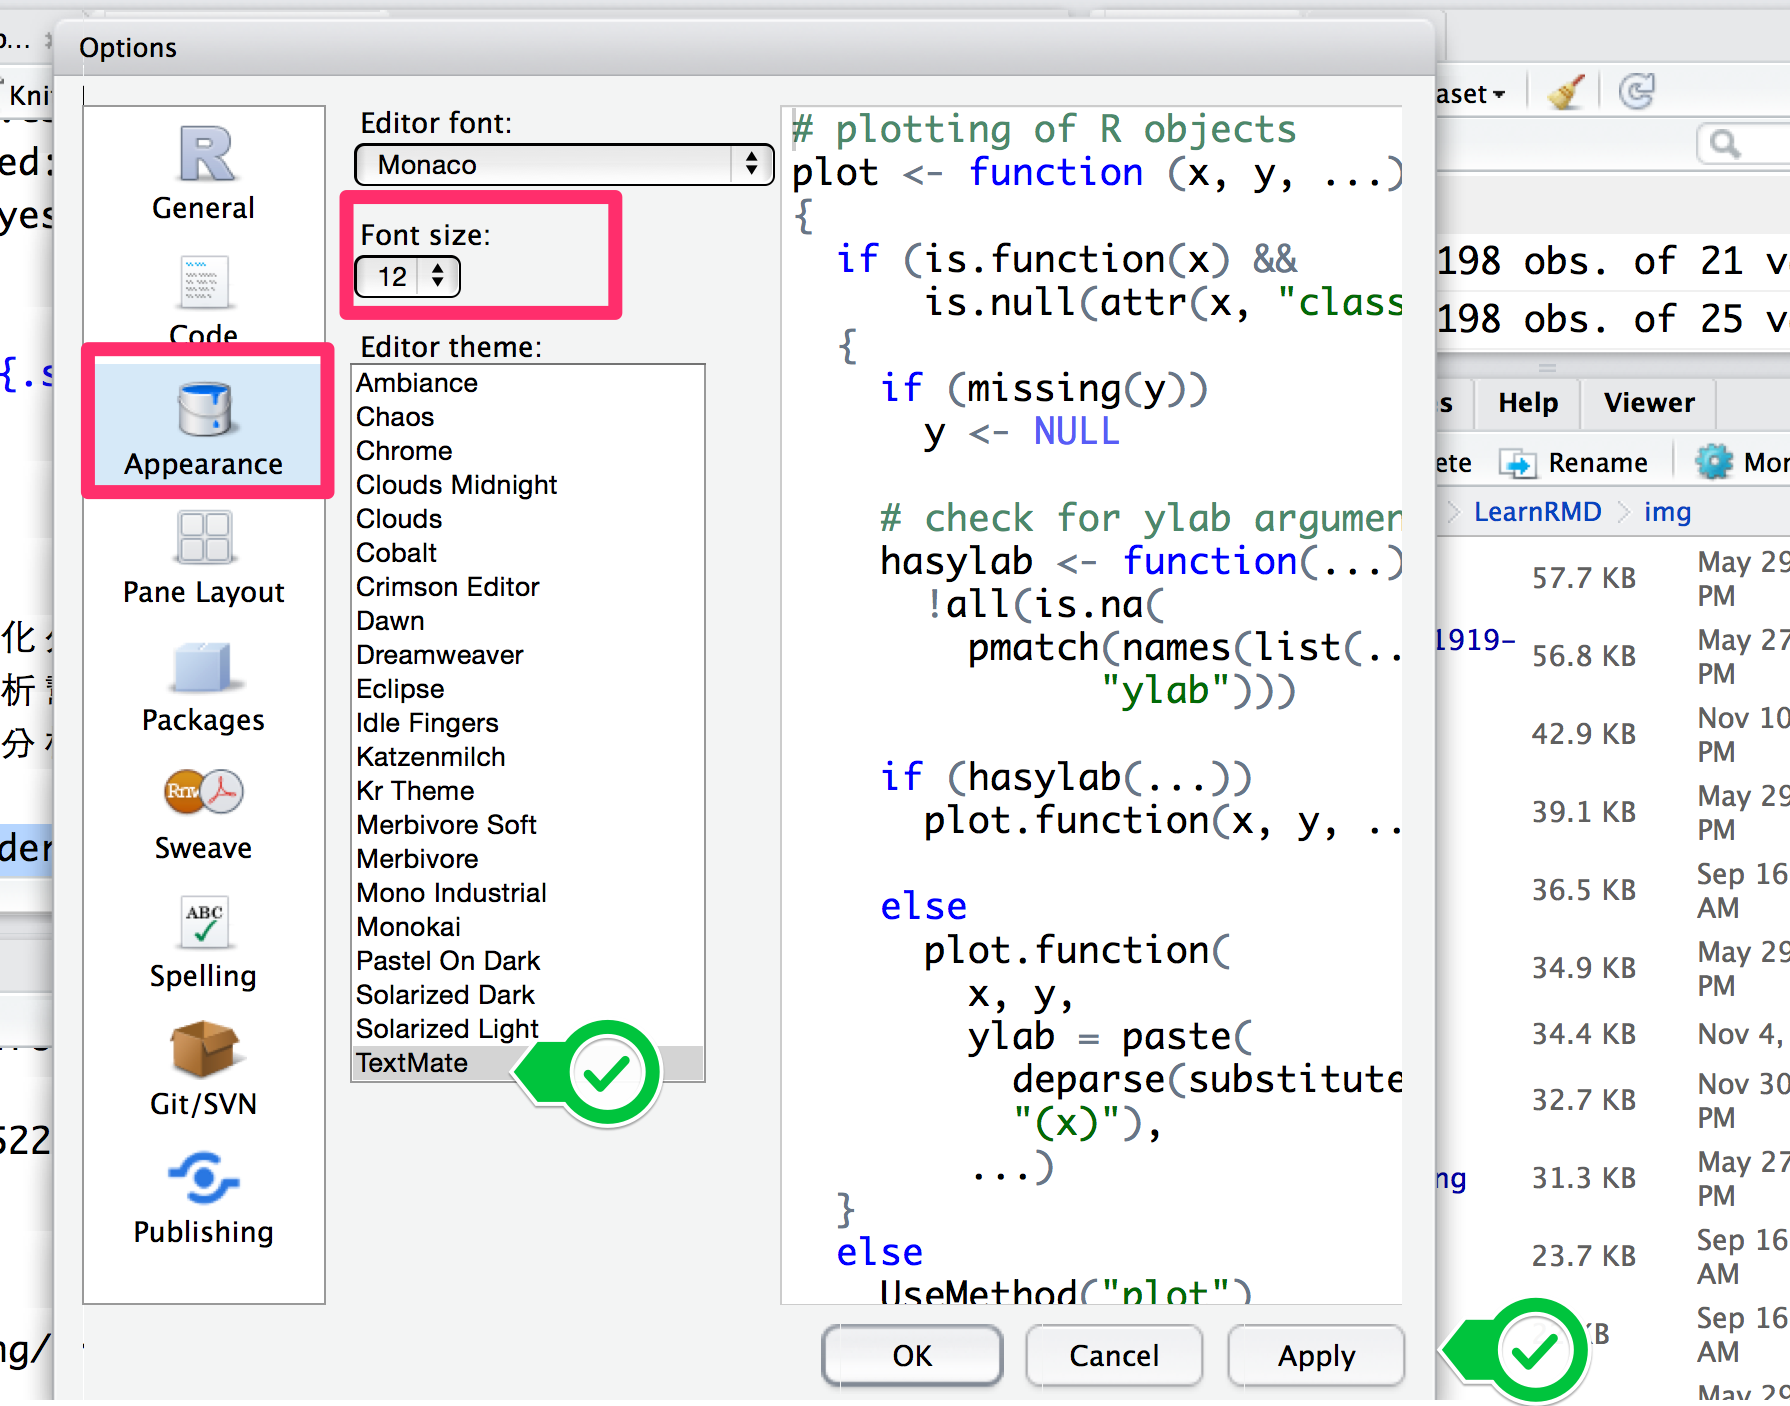 Options
Knit
ed:
yes
{.s
化
析
分
der
522
ng/
General
Code
Appearance
Pane Layout
Packages
Rnw
Sweave
ABC
Spelling
Git/SVN
Publishing
Editor font:
Monaco
Font size:
12
Editor theme:
Ambiance
Chaos
Chrome
Clouds Midnight
Clouds
Cobalt
Crimson Editor
Dawn
Dreamweaver
Eclipse
Idle Fingers
Katzenmilch
Kr Theme
Merbivore Soft
Merbivore
Mono Industrial
Monokai
Pastel On Dark
Solarized Dark
Solarized Light
TextMate
# plotting of R objects
plot <- function (x, y, ...)
{
if (is.function(x) &&
is.null(attr(x, "class
{
if (missing(y))
y <- NULL
# check for ylab argumen
hasylab <- function(...)
!all(is.na(
pmatch(names(list(..
"ylab")))
if (hasylab(...))
plot.function(x, y, ..
else
plot.function(
x, y,
ylab = paste(
deparse(substitute
"(x)"),
...)
}
else
UseMethod("plot")
OK
Cancel
Apply
aset
198 obs. of 21 v
198 obs. of 25 v
s Help Viewer
ete Rename Mor
LearnRMD img
57.7 KB May 29
PM
1919- 56.8 KB May 27
PM
42.9 KB Nov 10
PM
39.1 KB May 29
PM
36.5 KB Sep 16
AM
34.9 KB May 29
PM
34.4 KB Nov 4,
32.7 KB Nov 30
PM
ng 31.3 KB May 27
PM
23.7 KB Sep 16
AM
KB Sep 16
AM
May 29